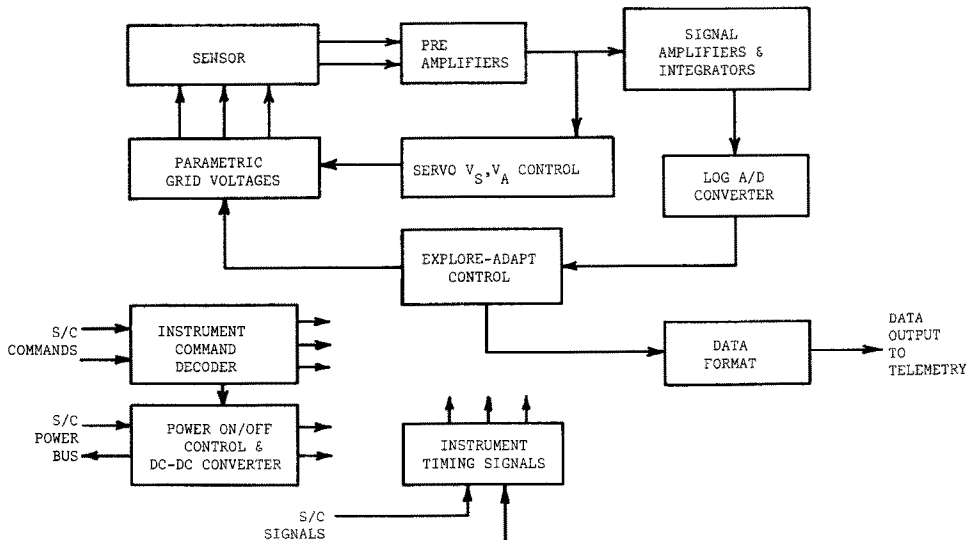 SEWSOR
PRE
AMPLIFIERS
SIGNAL
AMPLIFIERS &
INTEGRATORS
PARAMETRIC
GRID VOLTAGES
SERVO V_S,V_A CONTROL
LOG A/D
CONVERTER
EXPLORE-ADAPT
CONTROL
S/C
COMMANDS
INSTRUMENT
COMMAND
DECODER
DATA
FORMAT
DATA
OUTPUT
TO
TELEMETRY
S/C
POWER
BUS
POWER ON/OFF
CONTROL &
DC-DC CONVERTER
INSTRUMENT
TIMING SIGNALS
S/C
SIGNALS